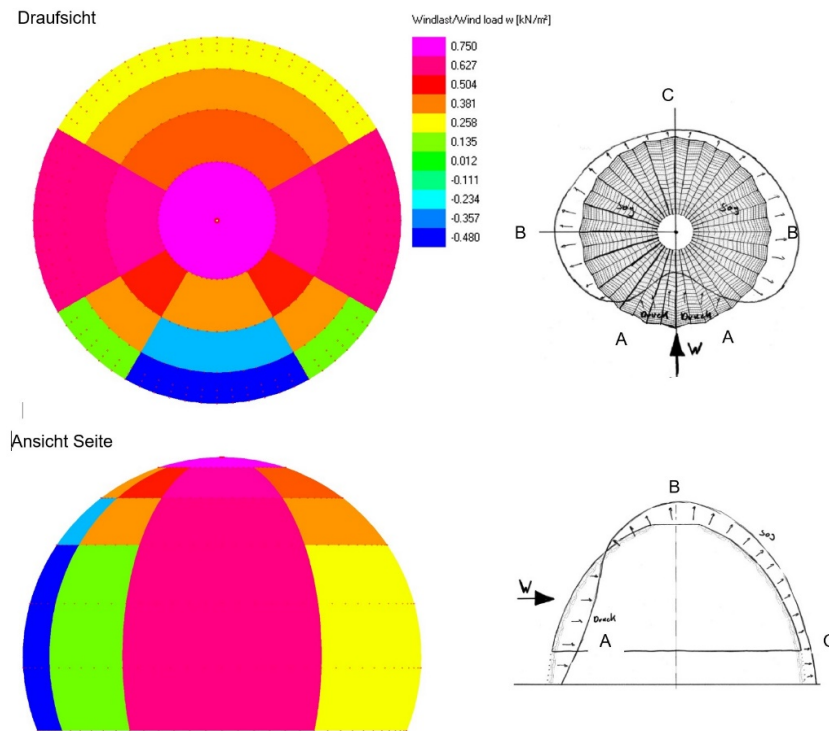 Draufsicht
Windlast/Wind load w [kN/m²]
0.750
0.627
0.504
0.381
0.258
0.135
0.012
-0.111
-0.234
-0.357
-0.480
C
Sog
Sog
B
B
Druck
Druck
A
A
W
Ansicht Seite
B
Sog
W
Druck
A
C